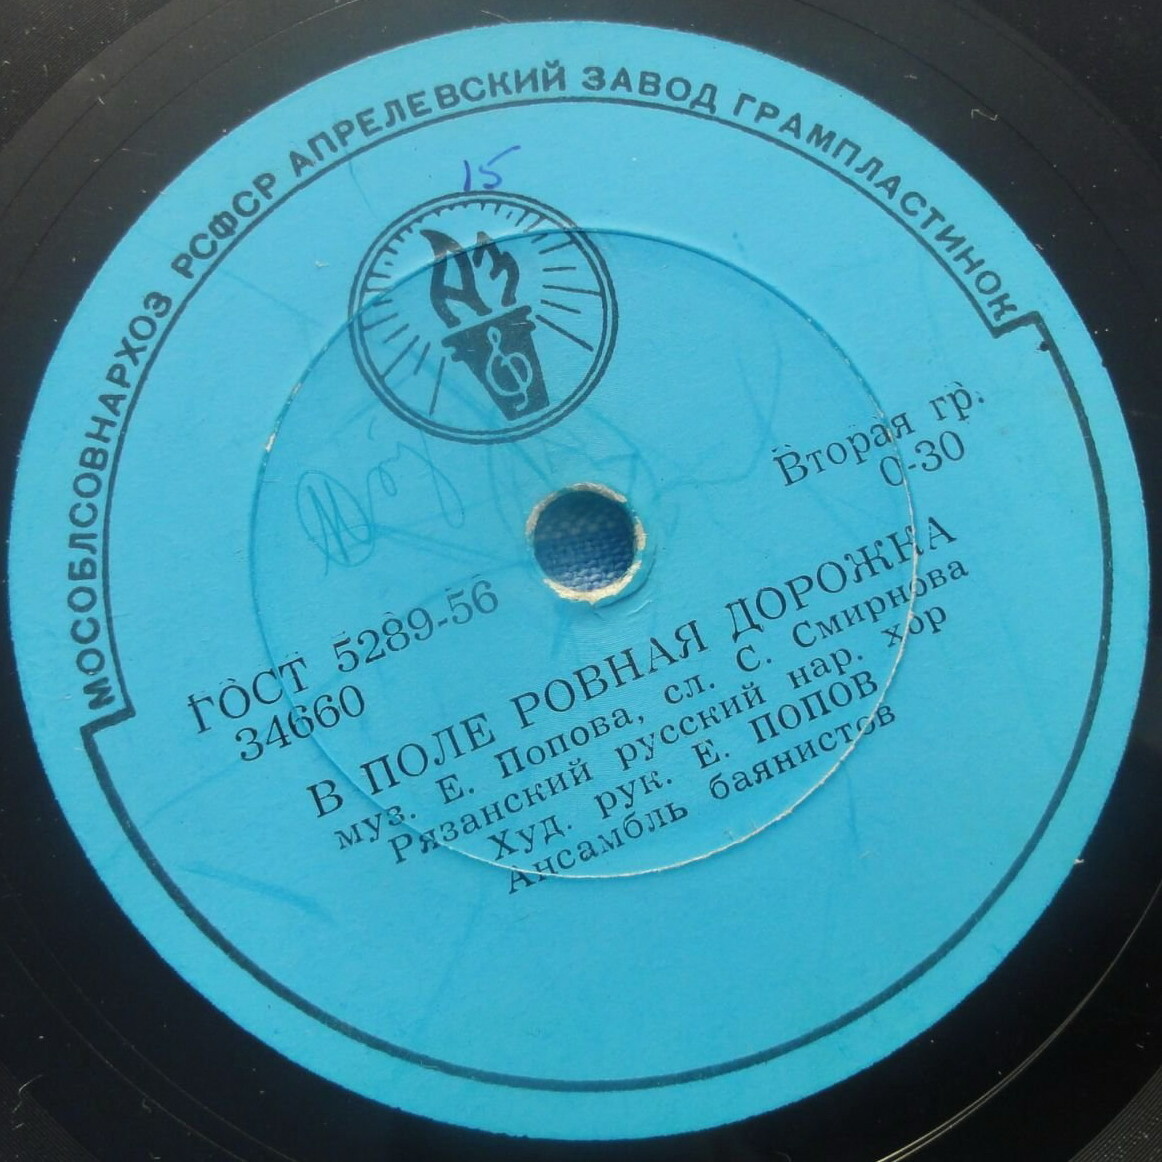 МОСОБЛСОВНАРХОЗ РСФСР АПРЕЛЕВСКИЙ ЗАВОД ГРАМПЛАСТИНОК
15
АЗ
Вторая гр.
0-30
ГОСТ 5289-56
34660
В ПОЛЕ РОВНАЯ ДОРОЖКА
муз. Е. Попова, сл. С. Смирнова
Рязанский русский нар. хор
Худ. рук. Е. ПОПОВ
Ансамбль баянистов